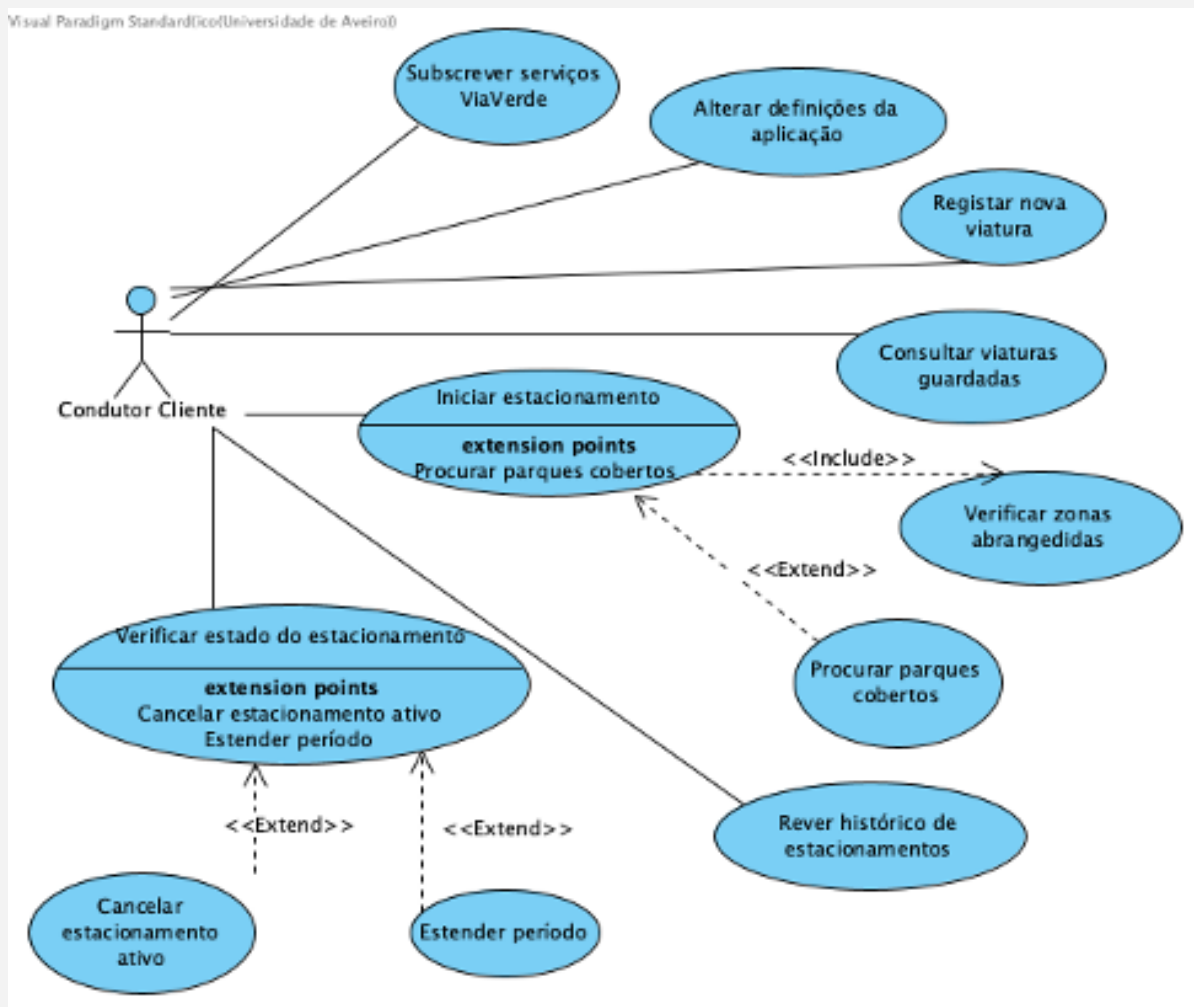 Visual Paradigm Standard(ico(Universidade de Aveiro))
Subscrever serviços
ViaVerde
Alterar definições da
aplicação
Registar nova
viatura
Consultar viaturas
guardadas
Condutor Cliente
Iniciar estacionamento
extension points
Procurar parques cobertos
<<Include>>
Verificar zonas
abrangedidas
<<Extend>>
Procurar parques
cobertos
Verificar estado do estacionamento
extension points
Cancelar estacionamento ativo
Estender período
<<Extend>>
<<Extend>>
Rever histórico de
estacionamentos
Cancelar
estacionamento
ativo
Estender período